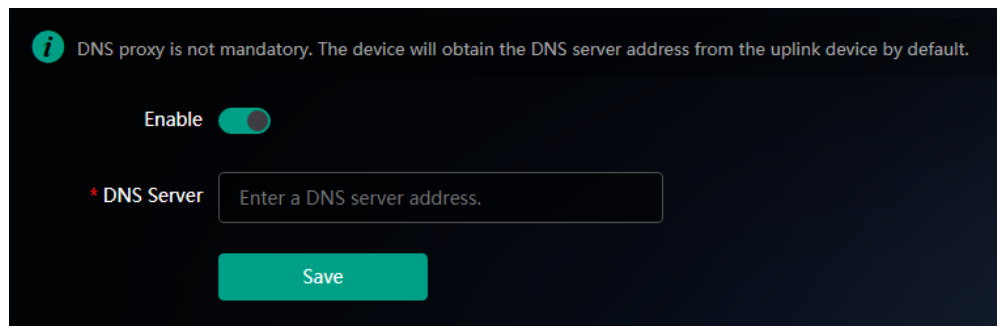 DNS proxy is not mandatory. The device will obtain the DNS server address from the uplink device by default.
Enable
* DNS Server
Enter a DNS server address.
Save